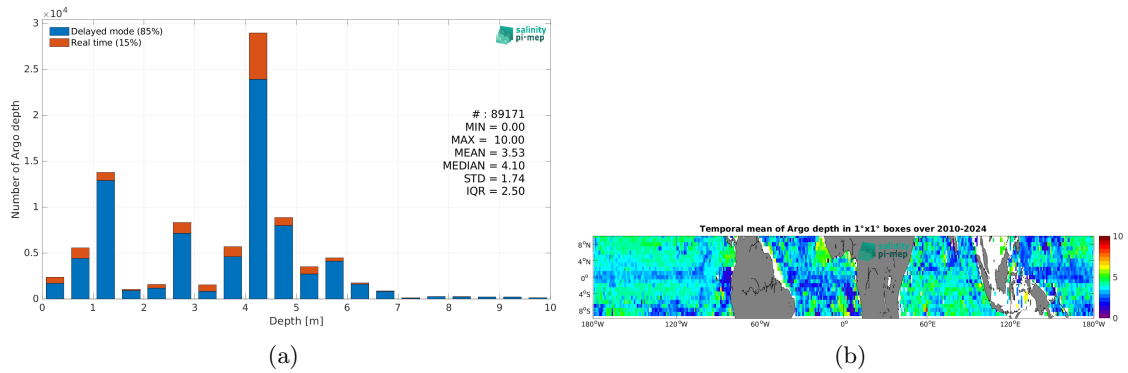 ×10⁴
3
2.5
2
1.5
1
0.5
0
Number of Argo depth
Delayed mode (85%)
Real time (15%)
salinity
pi-mep
# : 89171
MIN = 0.00
MAX = 10.00
MEAN = 3.53
MEDIAN = 4.10
STD = 1.74
IQR = 2.50
0 1 2 3 4 5 6 7 8 9 10
Depth [m]
(a)
Temporal mean of Argo depth in 1°x1° boxes over 2010-2024
salinity
pi-mep
8°N
4°N
0°
4°S
8°S
180°W 120°W 60°W 0° 60°E 120°E 180°W
10
5
0
(b)